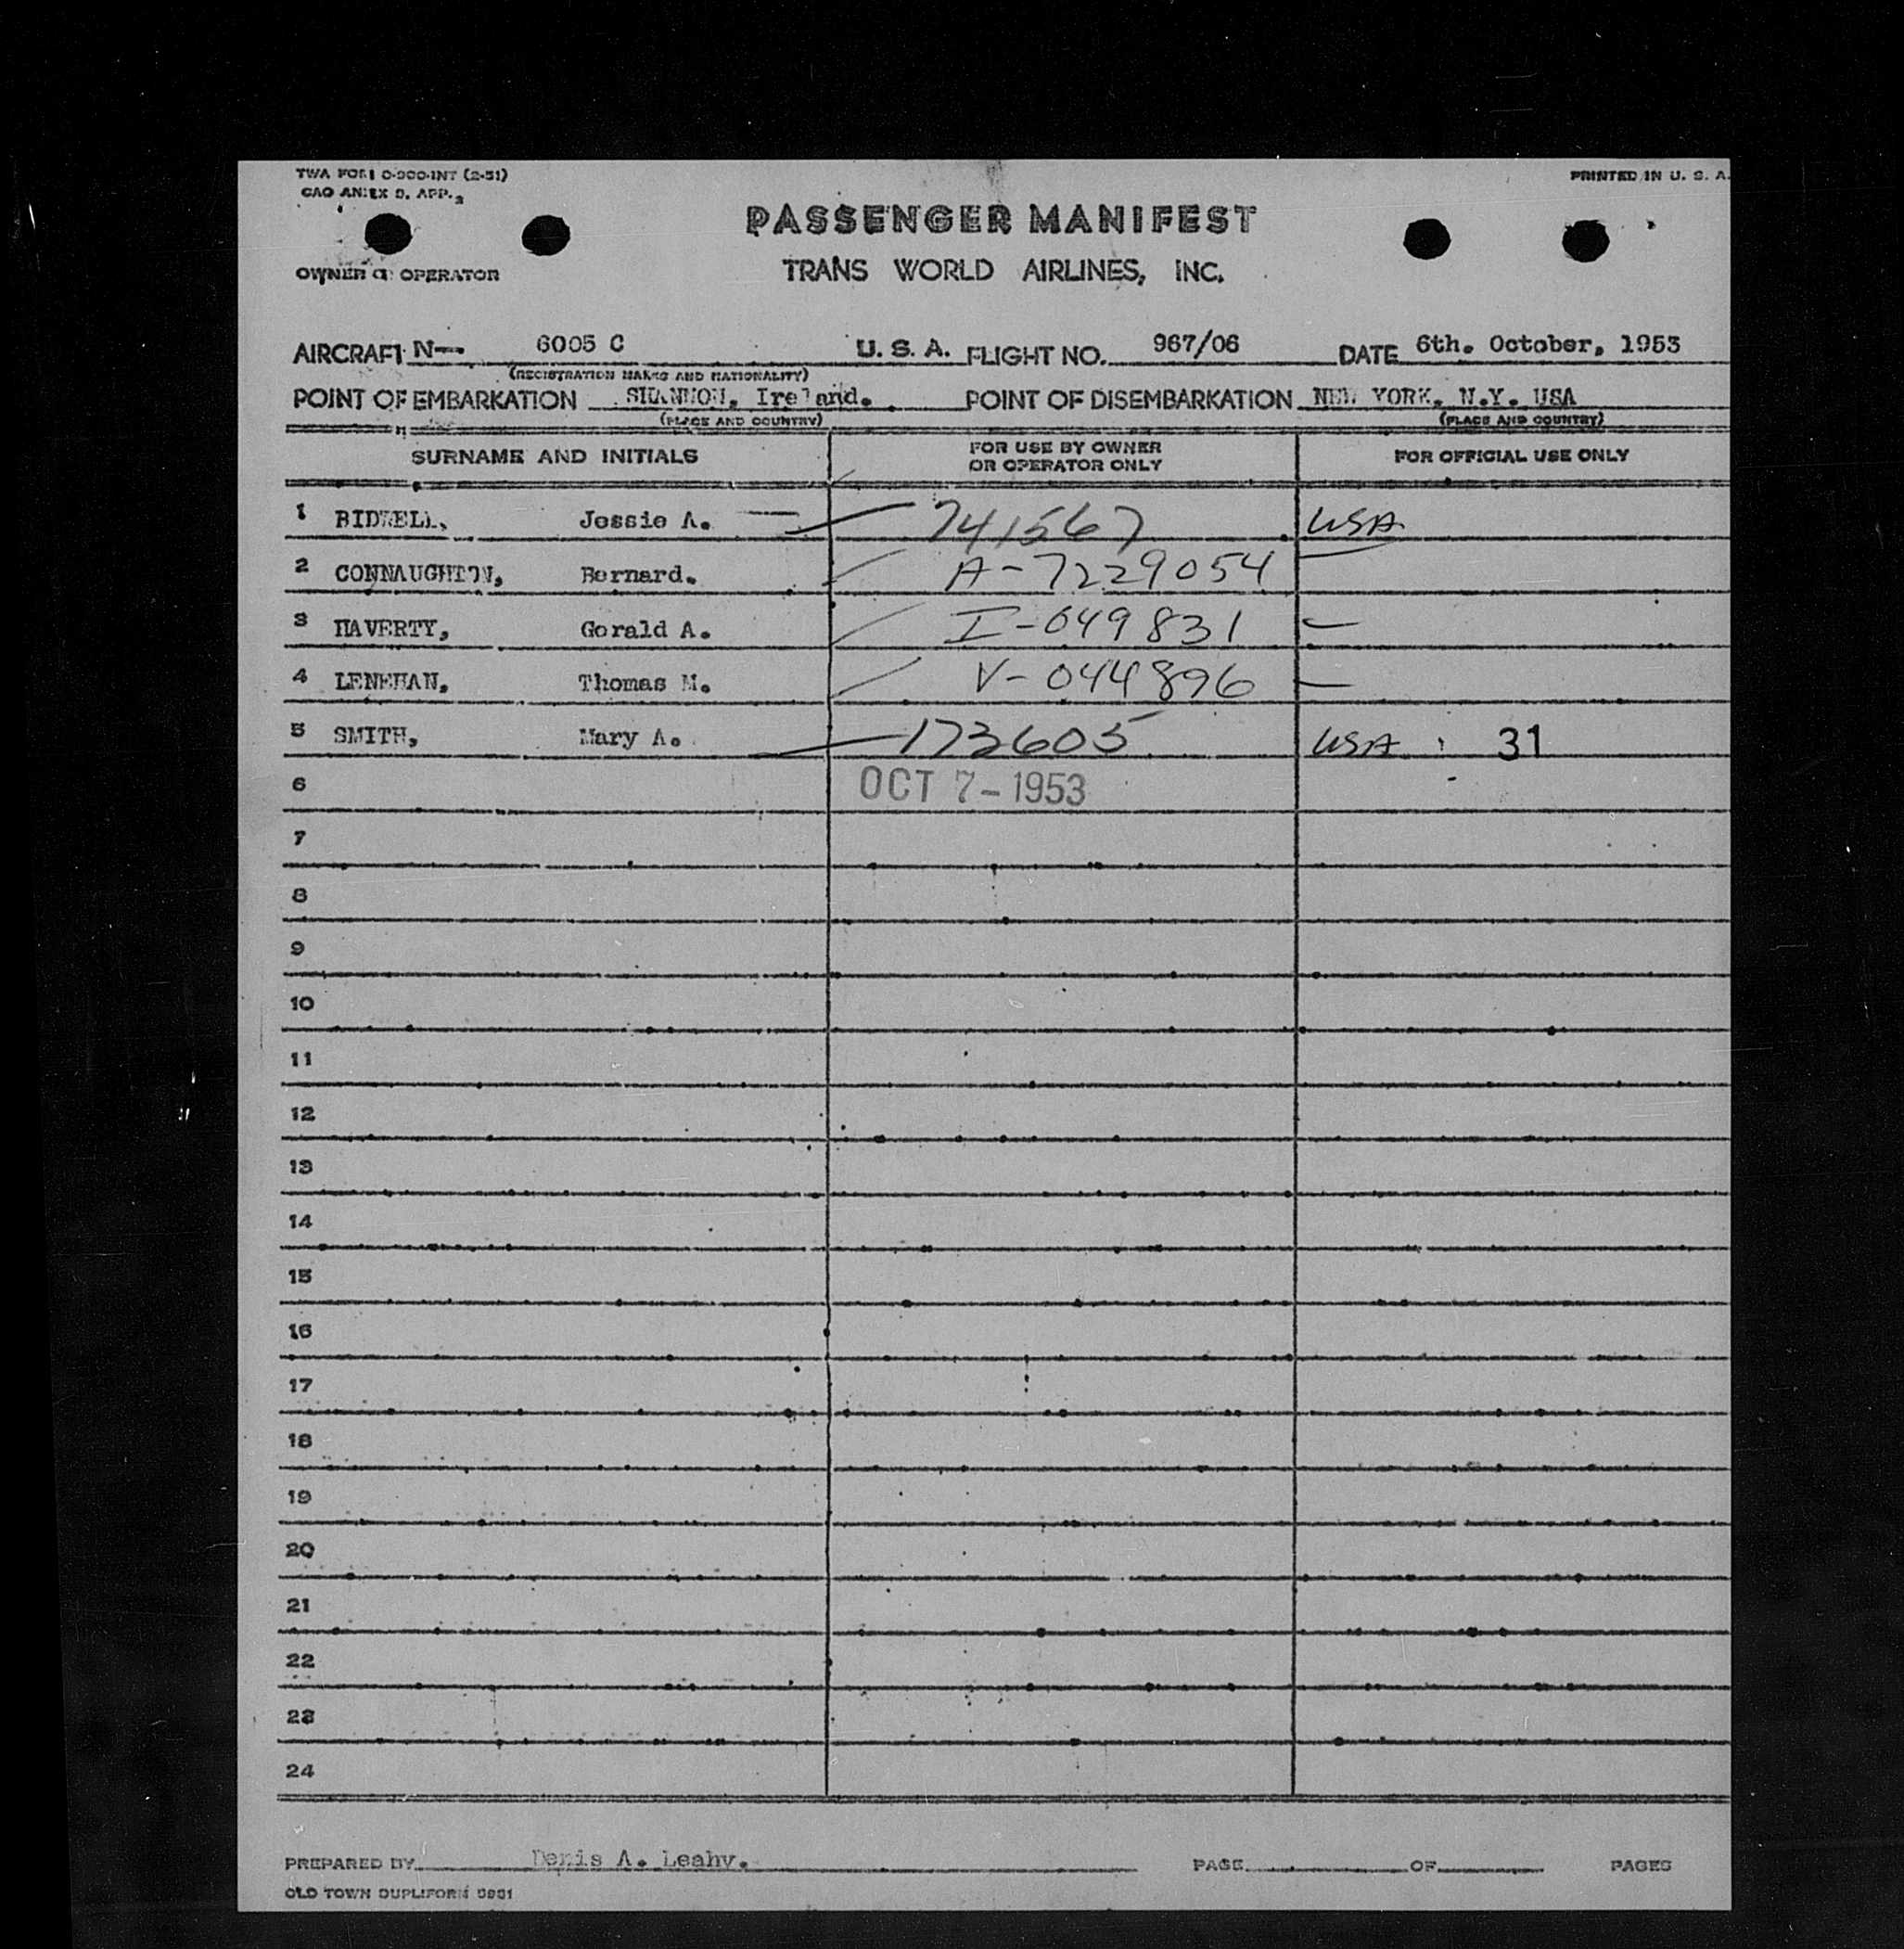 TWA FORM O-300-INT (2-51)
PRINTED IN U. S. A.
CAO ANNEX 9. APP. 2
PASSENGER MANIFEST
OWNER OR OPERATOR
TRANS WORLD AIRLINES, INC.
AIRCRAFT N— 6005 C U. S. A. FLIGHT NO. 967/06 DATE 6th. October, 1953
(REGISTRATION MARKS AND NATIONALITY)
POINT OF EMBARKATION SHANNON, Ireland. POINT OF DISEMBARKATION NEW YORK, N.Y. USA
(PLACE AND COUNTRY) (PLACE AND COUNTRY)
SURNAME AND INITIALS FOR USE BY OWNER OR OPERATOR ONLY FOR OFFICIAL USE ONLY
1 BIDWELL, Jessie A. 741567 USA
2 CONNAUGHTON, Bernard. A-7229054
3 HAVERTY, Gerald A. I-049831 —
4 LENEHAN, Thomas M. V-044896 —
5 SMITH, Mary A. 173605 USA 31
6 OCT 7-1953
7
8
9
10
11
12
13
14
15
16
17
18
19
20
21
22
23
24
PREPARED BY Denis A. Leahy. PAGE OF PAGES
OLD TOWN DUPLIFORM